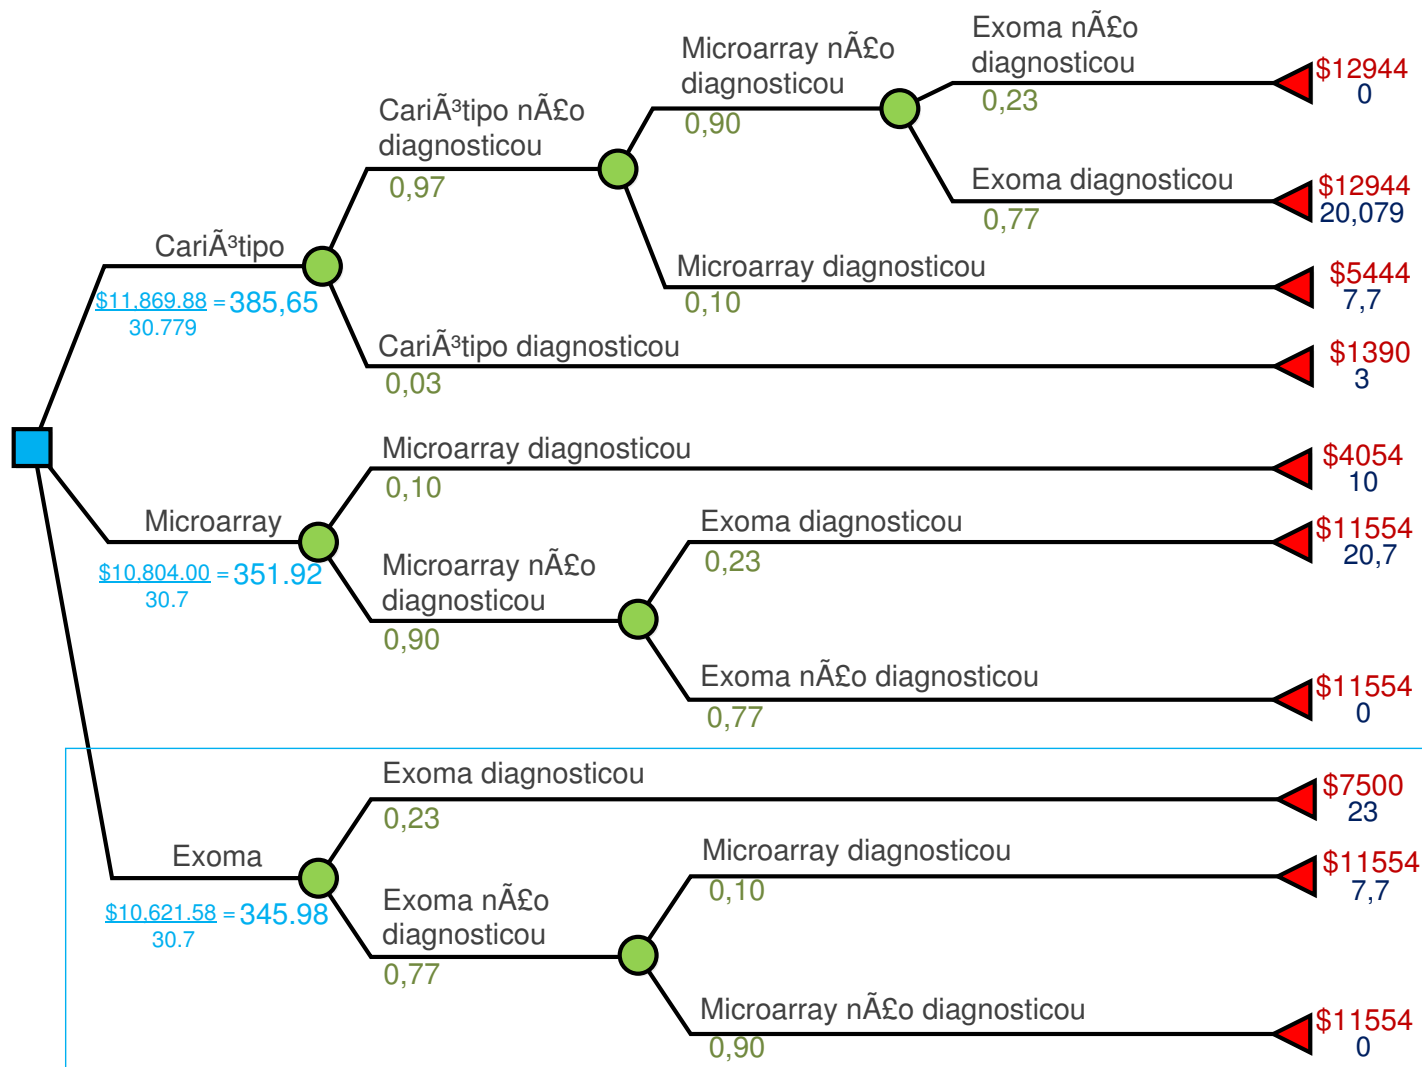 Exoma nÃ£o
diagnosticou
0,23
$12944
0
Microarray nÃ£o
diagnosticou
0,90
CariÃ³tipo nÃ£o
diagnosticou
0,97
Exoma diagnosticou
0,77
$12944
20,079
CariÃ³tipo
$11,869.88 = 385,65
30.779
Microarray diagnosticou
0,10
$5444
7,7
CariÃ³tipo diagnosticou
0,03
$1390
3
Microarray diagnosticou
0,10
$4054
10
Microarray
$10,804.00 = 351.92
30.7
Exoma diagnosticou
0,23
$11554
20,7
Microarray nÃ£o
diagnosticou
0,90
Exoma nÃ£o diagnosticou
0,77
$11554
0
Exoma diagnosticou
0,23
$7500
23
Exoma
$10,621.58 = 345.98
30.7
Microarray diagnosticou
0,10
$11554
7,7
Exoma nÃ£o
diagnosticou
0,77
Microarray nÃ£o diagnosticou
0,90
$11554
0